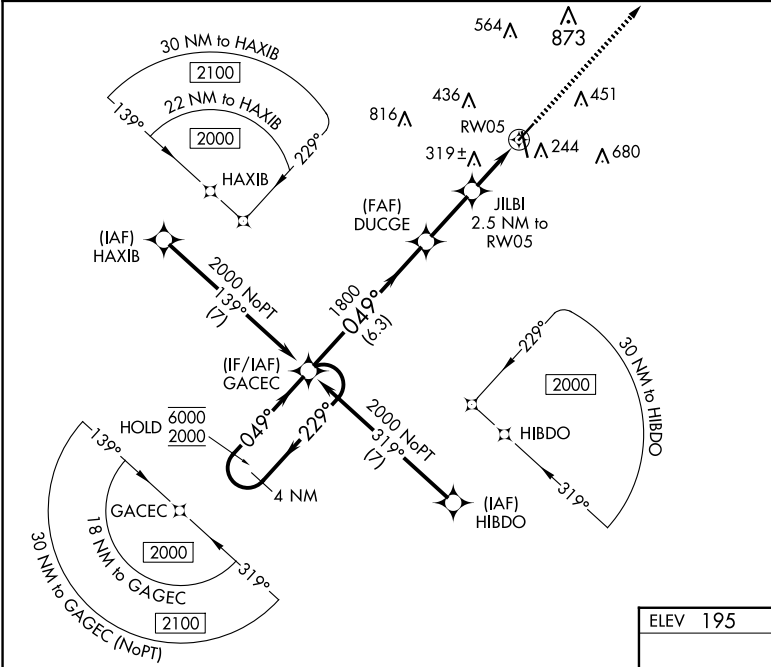 564
873
30 NM to HAXIB
2100
139°
22 NM to HAXIB
2000
229°
HAXIB
816
436
451
RW05
319±
244
680
(FAF)
DUCGE
JILBI
2.5 NM to
RW05
(IAF)
HAXIB
2000 NoPT
139°
(7)
1800
049°
(6.3)
(IF/IAF)
GACEC
229°
30 NM to HIBDO
2000
HIBDO
319°
HOLD
6000
2000
049°
229°
4 NM
2000 NoPT
319°
(7)
(IAF)
HIBDO
139°
GACEC
18 NM to GAGEC
2000
319°
30 NM to GAGEC (NoPT)
2100
ELEV 195